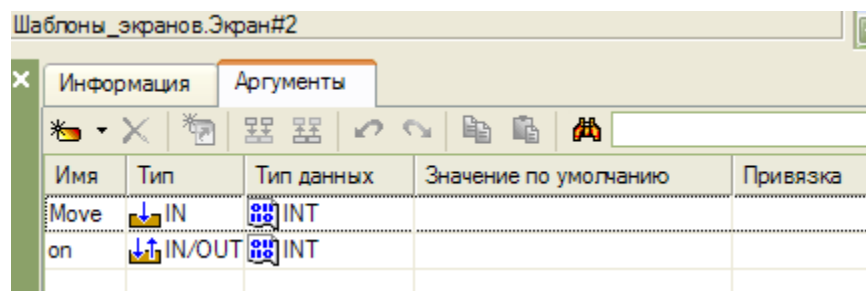 Шаблоны_экранов.Экран#2
Информация Аргументы
Имя Тип Тип данных Значение по умолчанию Привязка
Move IN INT
on IN/OUT INT